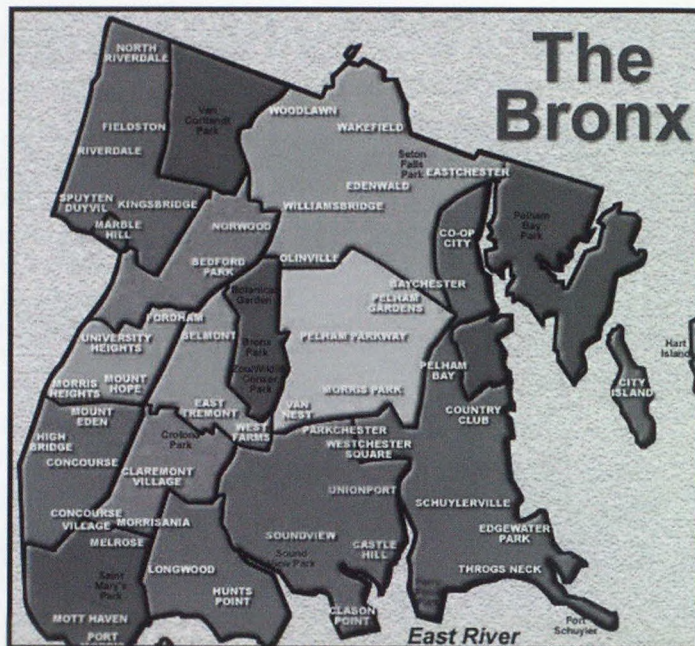 The
Bronx
NORTH
RIVERDALE
Van
Cortlandt
Park
WOODLAWN
WAKEFIELD
FIELDSTON
RIVERDALE
Seton
Falls
Park
EASTCHESTER
EDENWALD
SPUYTEN
DUYVIL
KINGSBRIDGE
WILLIAMSBRIDGE
MARBLE
HILL
NORWOOD
CO-OP
CITY
Pelham
Bay
Park
BEDFORD
PARK
OLINVILLE
BAYCHESTER
Botanical
Garden
PELHAM
GARDENS
FORDHAM
UNIVERSITY
HEIGHTS
BELMONT
Bronx
Park
PELHAM PARKWAY
Hart
Island
PELHAM
BAY
MORRIS
HEIGHTS
MOUNT
HOPE
MORRIS PARK
CITY
ISLAND
MOUNT
EDEN
EAST
TREMONT
VAN
NEST
COUNTRY
CLUB
WEST
FARMS
PARKCHESTER
HIGH
BRIDGE
Crotona
Park
WESTCHESTER
SQUARE
CONCOURSE
CLAREMONT
VILLAGE
UNIONPORT
SCHUYLERVILLE
CONCOURSE
VILLAGE
MORRISANIA
EDGEWATER
PARK
MELROSE
SOUNDVIEW
CASTLE
HILL
Sound
View Park
LONGWOOD
THROGS NECK
Saint
Mary's
Park
HUNTS
POINT
CLASON
POINT
MOTT HAVEN
PORT
Fort
Schuyler
East River